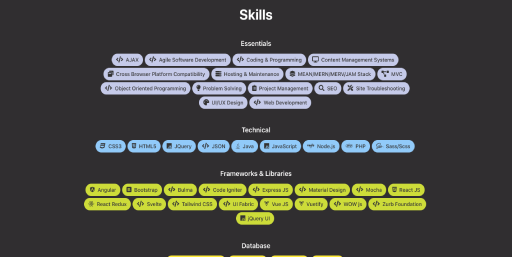 Skills
Essentials
AJAX Agile Software Development Coding & Programming Content Management Systems
Cross Browser Platform Compatibility Hosting & Maintenance MEAN/MERN/MERV/JAM Stack MVC
Object Oriented Programming Problem Solving Project Management SEO Site Troubleshooting
UI/UX Design Web Development
Technical
CSS3 HTML5 JQuery JSON Java JavaScript Node.js PHP Sass/Scss
Frameworks & Libraries
Angular Bootstrap Bulma Code Igniter Express JS Material Design Mocha React JS
React Redux Svelte Tailwind CSS UI Fabric Vue JS Vuetify WOW.js Zurb Foundation
jQuery UI
Database